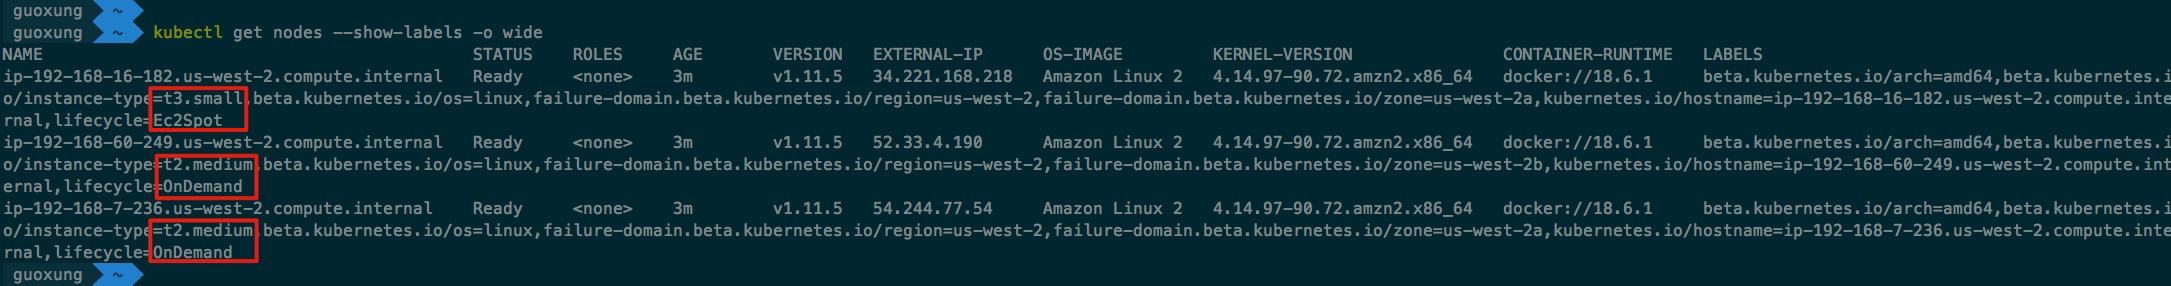 guoxung ~
guoxung ~ kubectl get nodes --show-labels -o wide
NAME STATUS ROLES AGE VERSION EXTERNAL-IP OS-IMAGE KERNEL-VERSION CONTAINER-RUNTIME LABELS
ip-192-168-16-182.us-west-2.compute.internal Ready <none> 3m v1.11.5 34.221.168.218 Amazon Linux 2 4.14.97-90.72.amzn2.x86_64 docker://18.6.1 beta.kubernetes.io/arch=amd64,beta.kubernetes.i
o/instance-type=t3.small,beta.kubernetes.io/os=linux,failure-domain.beta.kubernetes.io/region=us-west-2,failure-domain.beta.kubernetes.io/zone=us-west-2a,kubernetes.io/hostname=ip-192-168-16-182.us-west-2.compute.inte
rnal,lifecycle=Ec2Spot
ip-192-168-60-249.us-west-2.compute.internal Ready <none> 3m v1.11.5 52.33.4.190 Amazon Linux 2 4.14.97-90.72.amzn2.x86_64 docker://18.6.1 beta.kubernetes.io/arch=amd64,beta.kubernetes.i
o/instance-type=t2.medium,beta.kubernetes.io/os=linux,failure-domain.beta.kubernetes.io/region=us-west-2,failure-domain.beta.kubernetes.io/zone=us-west-2b,kubernetes.io/hostname=ip-192-168-60-249.us-west-2.compute.int
ernal,lifecycle=OnDemand
ip-192-168-7-236.us-west-2.compute.internal Ready <none> 3m v1.11.5 54.244.77.54 Amazon Linux 2 4.14.97-90.72.amzn2.x86_64 docker://18.6.1 beta.kubernetes.io/arch=amd64,beta.kubernetes.i
o/instance-type=t2.medium,beta.kubernetes.io/os=linux,failure-domain.beta.kubernetes.io/region=us-west-2,failure-domain.beta.kubernetes.io/zone=us-west-2a,kubernetes.io/hostname=ip-192-168-7-236.us-west-2.compute.inte
rnal,lifecycle=OnDemand
guoxung ~